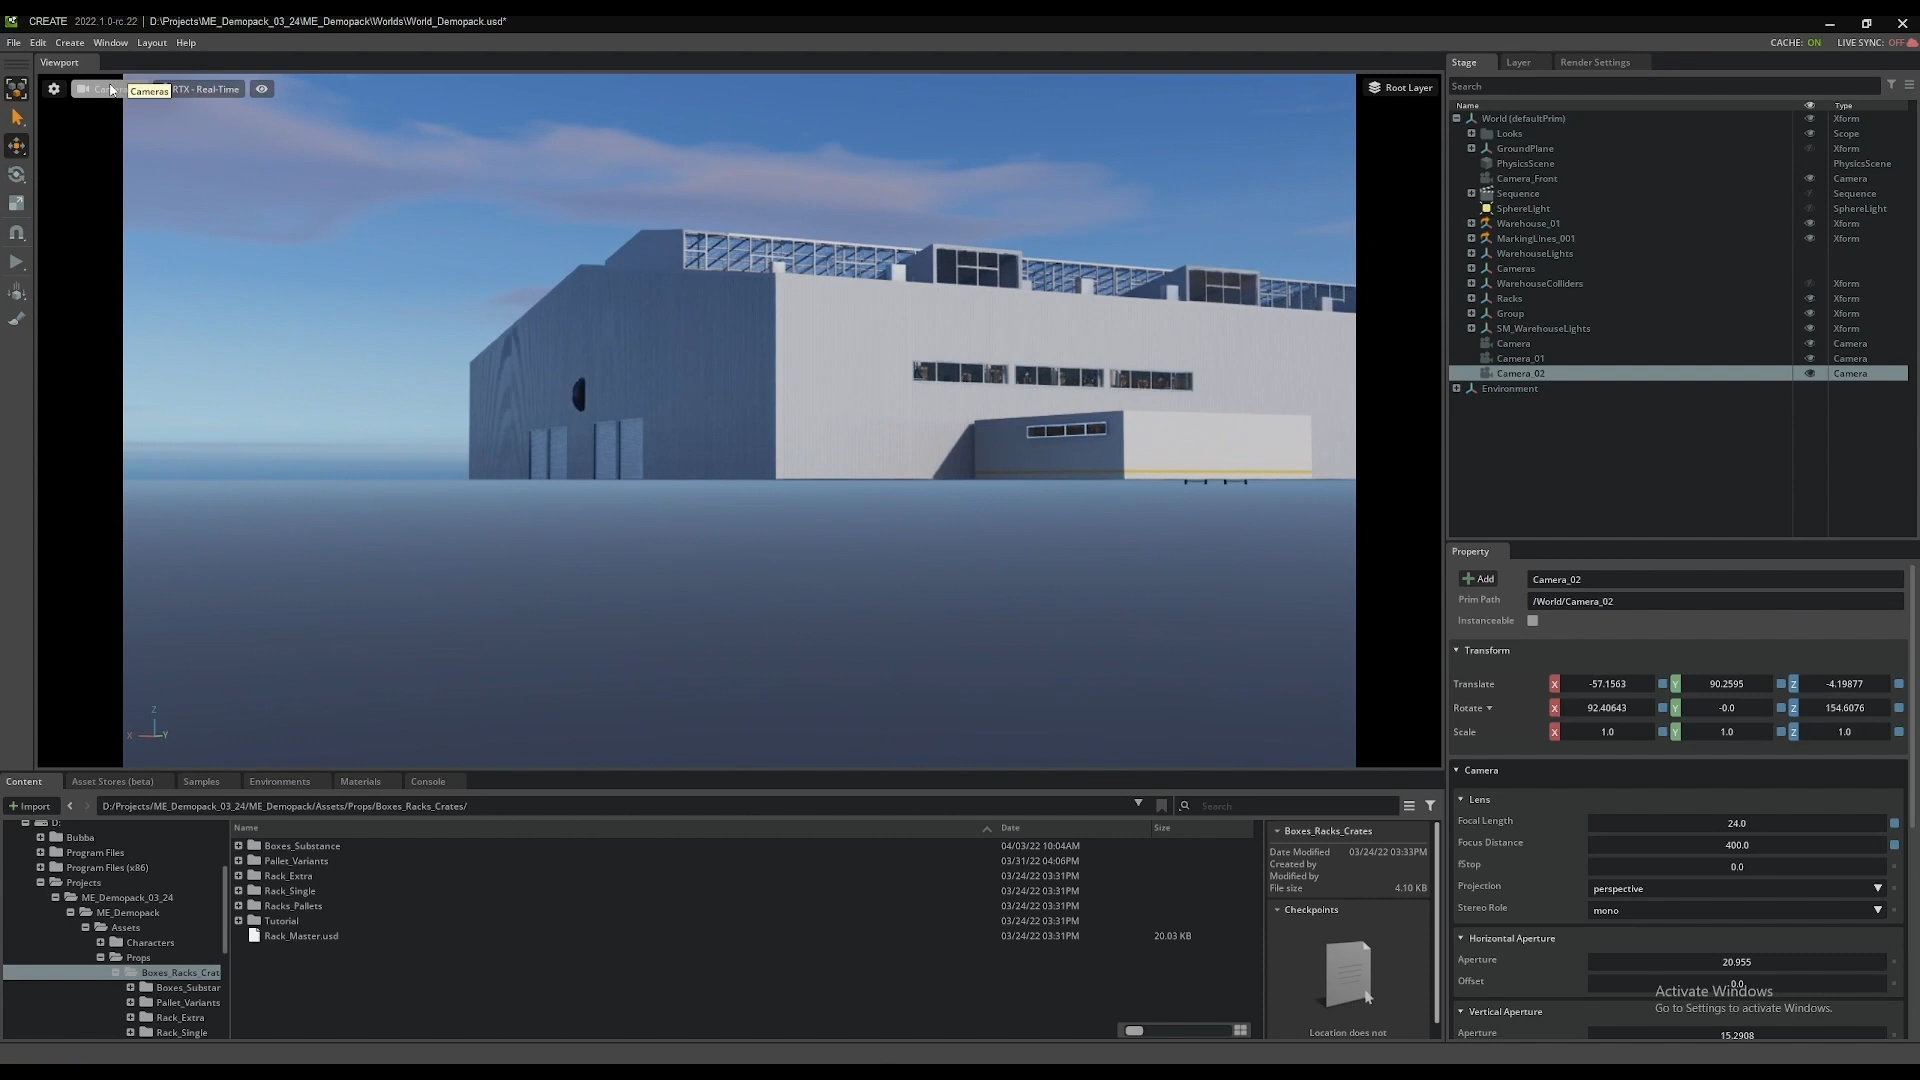 CREATE 2022.1.0-rc.22 | D:\Projects\ME_Demopack_03_24\ME_Demopack\Worlds\World_Demopack.usd*
File Edit Create Window Layout Help
CACHE: ON LIVE SYNC: OFF
Viewport
Cameras
RTX - Real-Time
Root Layer
Z
X
Y
Stage Layer Render Settings
Search
Name Type
World (defaultPrim) Xform
Looks Scope
GroundPlane Xform
PhysicsScene PhysicsScene
Camera_Front Camera
Sequence Sequence
SphereLight SphereLight
Warehouse_01 Xform
MarkingLines_001 Xform
WarehouseLights
Cameras
WarehouseColliders Xform
Racks Xform
Group Xform
SM_WarehouseLights Xform
Camera Camera
Camera_01 Camera
Camera_02 Camera
Environment
Property
Add Camera_02
Prim Path /World/Camera_02
Instanceable
Transform
Translate X -57.1563 Y 90.2595 Z -4.19877
Rotate X 92.40643 Y -0.0 Z 154.6076
Scale X 1.0 Y 1.0 Z 1.0
Camera
Lens
Focal Length 24.0
Focus Distance 400.0
fStop 0.0
Projection perspective
Stereo Role mono
Horizontal Aperture
Aperture 20.955
Offset 0.0
Activate Windows
Go to Settings to activate Windows.
Vertical Aperture
Aperture 15.2908
Content Asset Stores (beta) Samples Environments Materials Console
Import D:/Projects/ME_Demopack_03_24/ME_Demopack/Assets/Props/Boxes_Racks_Crates/ Search
D:
Bubba
Program Files
Program Files (x86)
Projects
ME_Demopack_03_24
ME_Demopack
Assets
Characters
Props
Boxes_Racks_Crat
Boxes_Substar
Pallet_Variants
Rack_Extra
Rack_Single
Name Date Size
Boxes_Substance 04/03/22 10:04AM
Pallet_Variants 03/31/22 04:06PM
Rack_Extra 03/24/22 03:31PM
Rack_Single 03/24/22 03:31PM
Racks_Pallets 03/24/22 03:31PM
Tutorial 03/24/22 03:31PM
Rack_Master.usd 03/24/22 03:31PM 20.03 KB
Boxes_Racks_Crates
Date Modified 03/24/22 03:33PM
Created by
Modified by
File size 4.10 KB
Checkpoints
Location does not